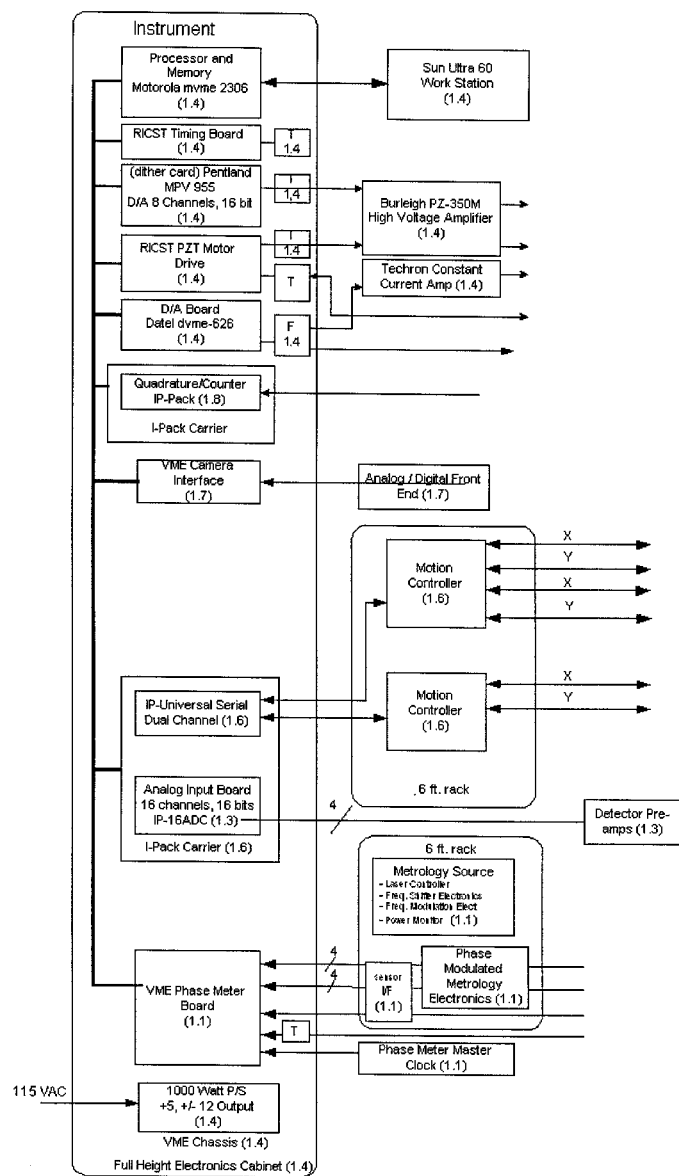 Instrument
Processor and
Memory
Motorola mvme 2306
(1.4)
Sun Ultra 60
Work Station
(1.4)
RICST Timing Board
(1.4)
T
1.4
(dither card) Pentland
MPV 955
D/A 8 Channels, 16 bit
(1.4)
T
1.4
Burleigh PZ-350M
High Voltage Amplifier
(1.4)
RICST PZT Motor
Drive
(1.4)
T
1.4
T
Techron Constant
Current Amp (1.4)
D/A Board
Datel dvme-626
(1.4)
F
1.4
Quadrature/Counter
IP-Pack (1.8)
I-Pack Carrier
VME Camera
Interface
(1.7)
Analog / Digital Front
End (1.7)
Motion
Controller
(1.6)
X
Y
X
Y
IP-Universal Serial
Dual Channel (1.6)
Motion
Controller
(1.6)
X
Y
6 ft. rack
Analog Input Board
16 channels, 16 bits
IP-16ADC (1.3)
I-Pack Carrier (1.6)
4
Detector Pre-
amps (1.3)
6 ft. rack
Metrology Source
- Laser Controller
- Freq. Shifter Electronics
- Freq. Modulation Elect
- Power Monitor (1.1)
VME Phase Meter
Board
(1.1)
4
4
sensor
I/F
(1.1)
Phase
Modulated
Metrology
Electronics (1.1)
T
Phase Meter Master
Clock (1.1)
115 VAC
1000 Watt P/S
+5, +/- 12 Output
(1.4)
VME Chassis (1.4)
Full Height Electronics Cabinet (1.4)